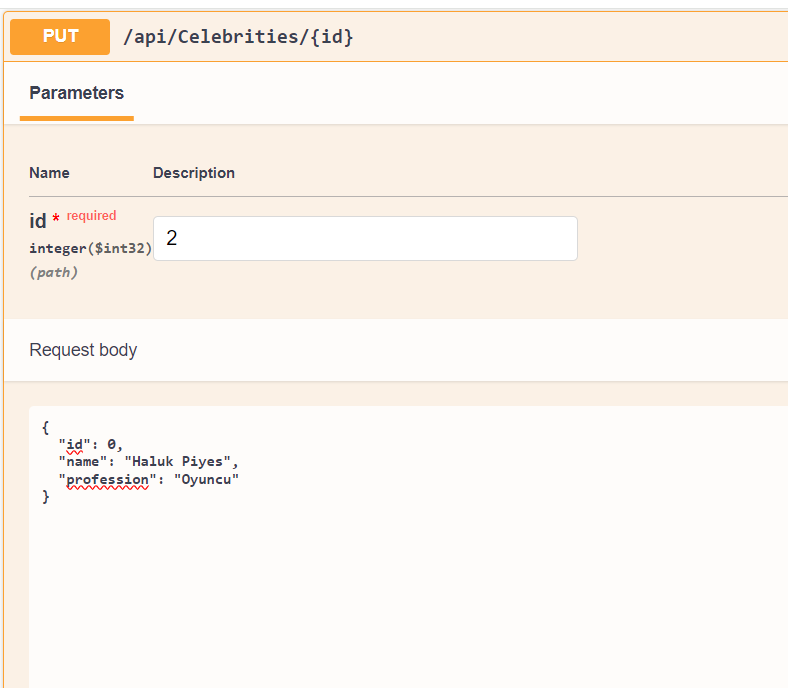 PUT /api/Celebrities/{id}
Parameters
Name Description
id * required
integer($int32)
(path)
2
Request body
{
  "id": 0,
  "name": "Haluk Piyes",
  "profession": "Oyuncu"
}